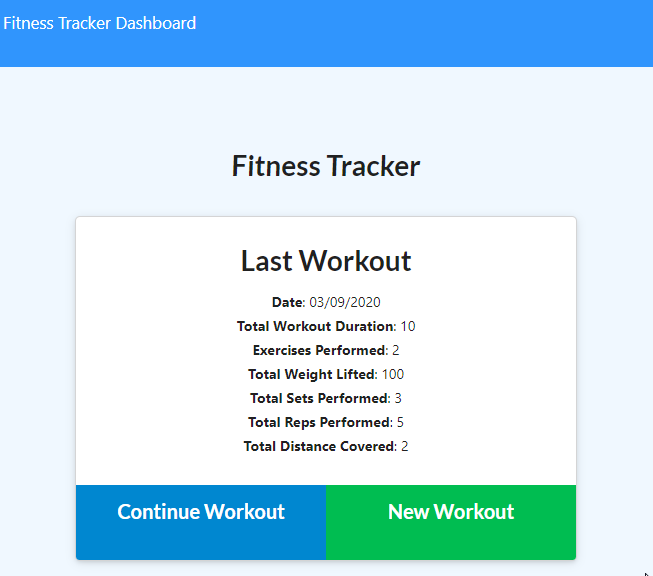 Fitness Tracker Dashboard
Fitness Tracker
Last Workout
Date: 03/09/2020
Total Workout Duration: 10
Exercises Performed: 2
Total Weight Lifted: 100
Total Sets Performed: 3
Total Reps Performed: 5
Total Distance Covered: 2
Continue Workout New Workout